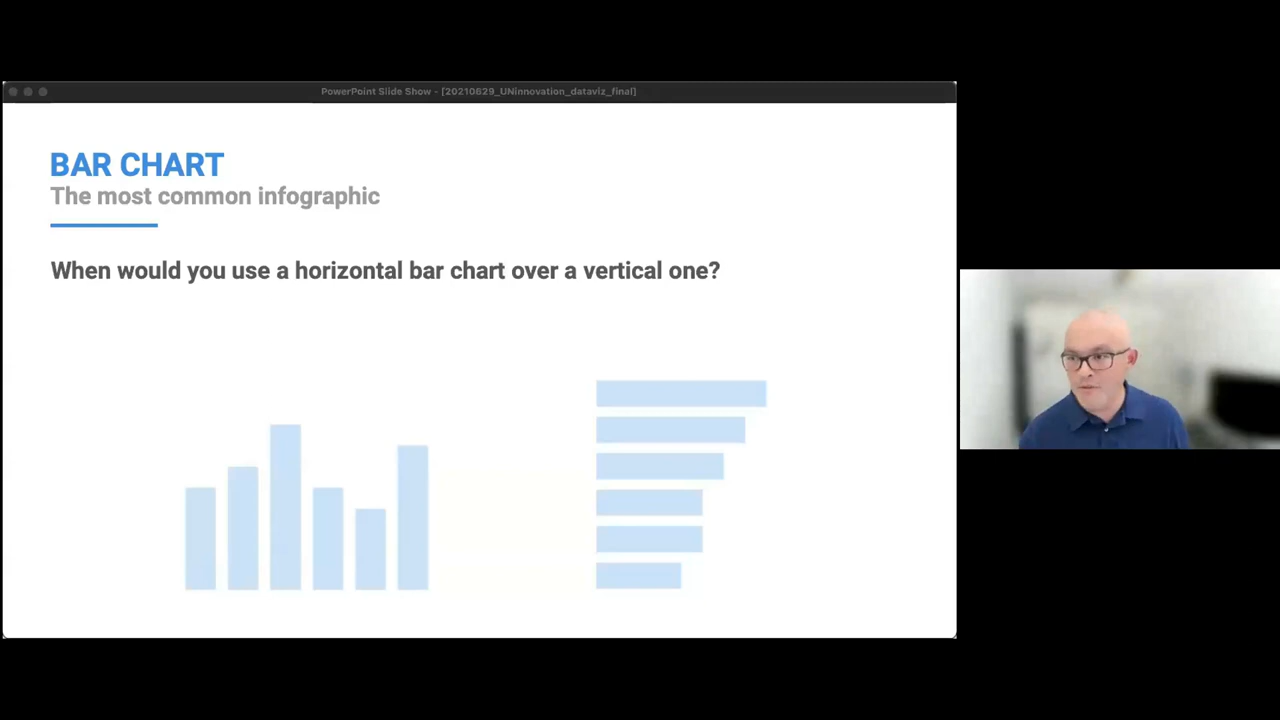 PowerPoint Slide Show - [20210829_UNinnovation_dataviz_final]
BAR CHART
The most common infographic
When would you use a horizontal bar chart over a vertical one?